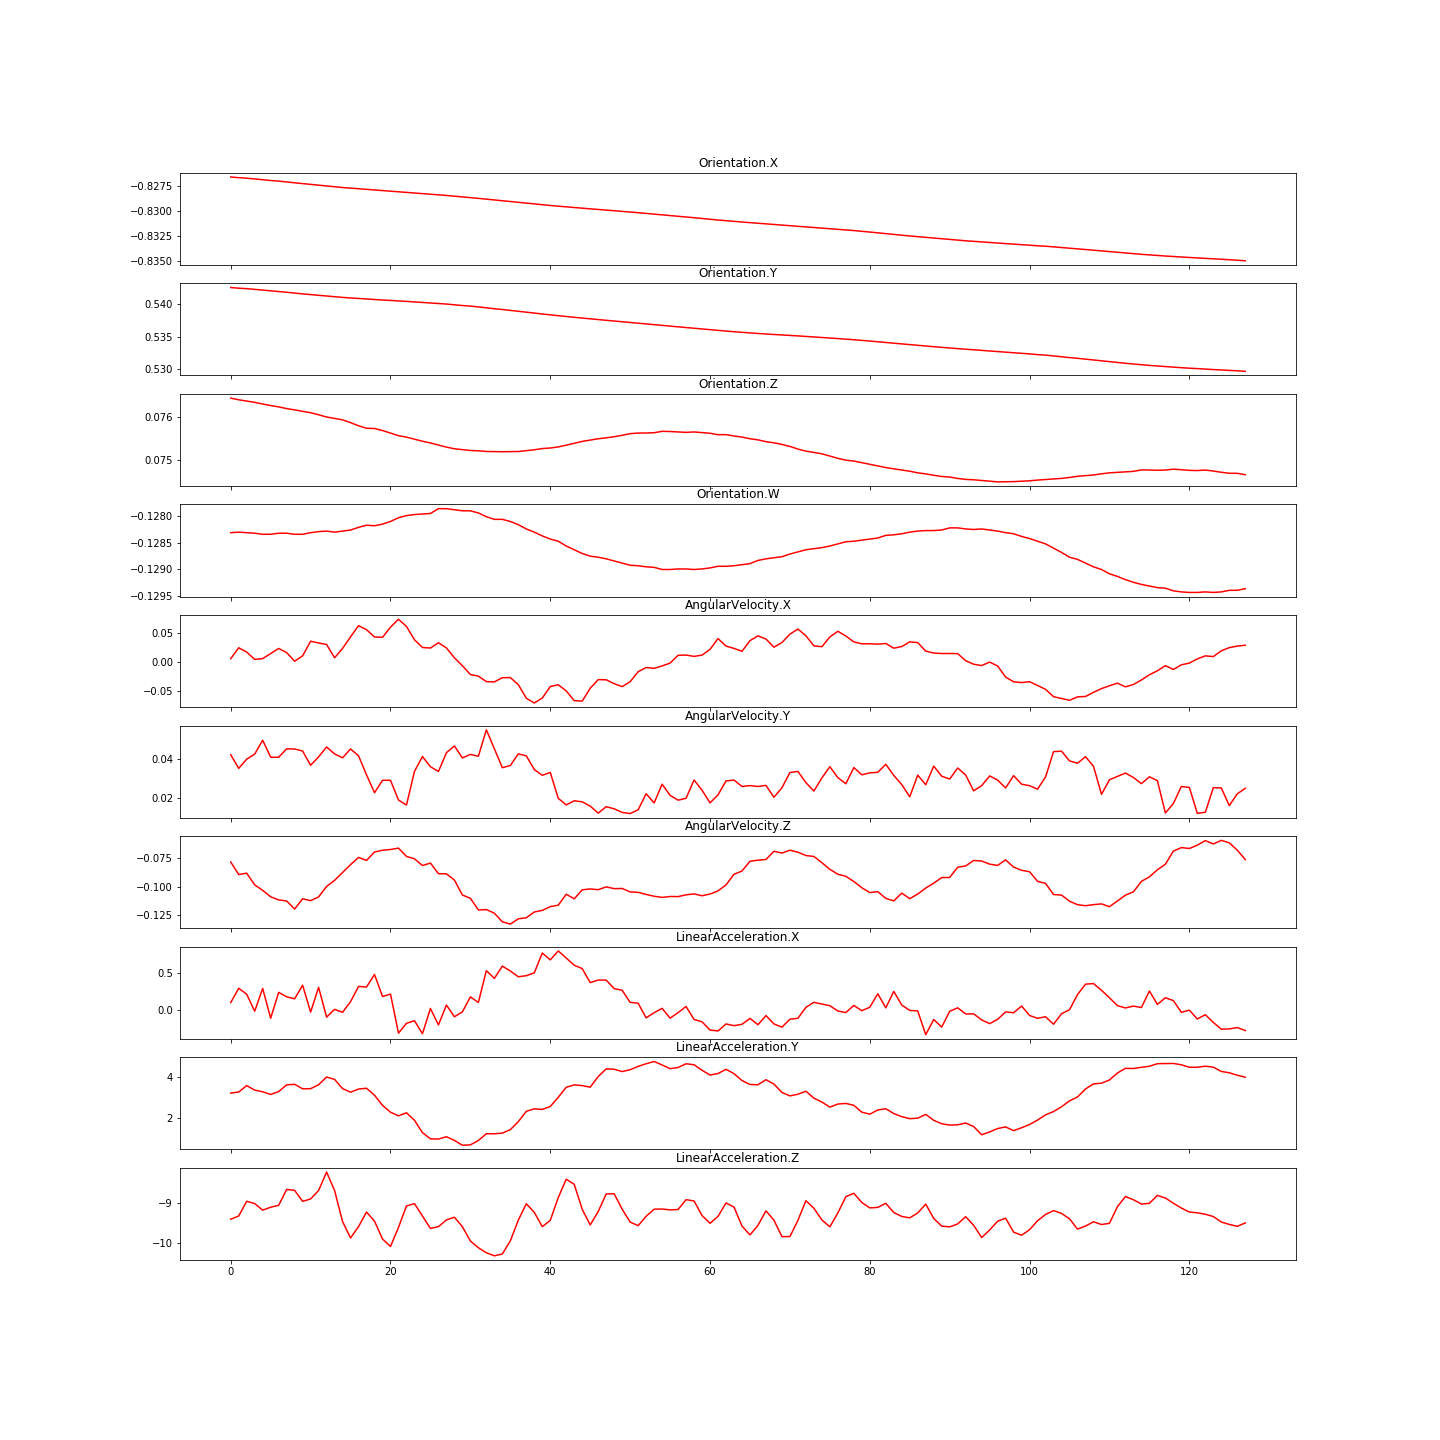 Orientation.X
−0.8275
−0.8300
−0.8325
−0.8350
Orientation.Y
0.540
0.535
0.530
Orientation.Z
0.076
0.075
Orientation.W
−0.1280
−0.1285
−0.1290
−0.1295
AngularVelocity.X
0.05
0.00
−0.05
AngularVelocity.Y
0.04
0.02
AngularVelocity.Z
−0.075
−0.100
−0.125
LinearAcceleration.X
0.5
0.0
LinearAcceleration.Y
4
2
LinearAcceleration.Z
−9
−10
0 20 40 60 80 100 120